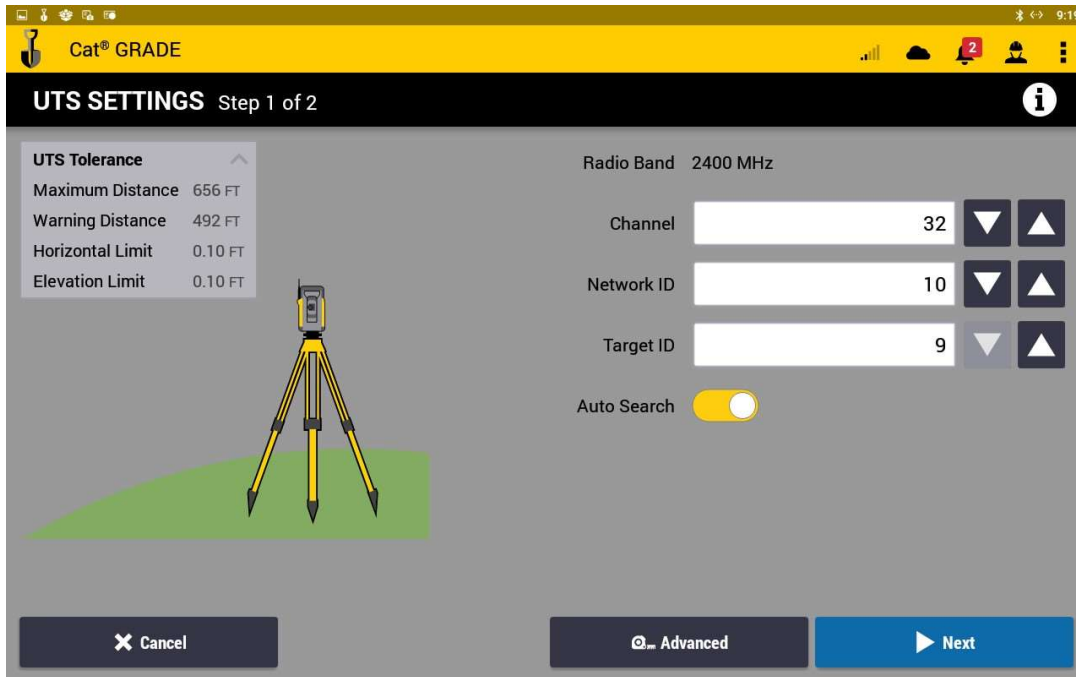 9:19
Cat® GRADE
2
UTS SETTINGS Step 1 of 2
UTS Tolerance
Maximum Distance 656 FT
Warning Distance 492 FT
Horizontal Limit 0.10 FT
Elevation Limit 0.10 FT
Radio Band 2400 MHz
Channel 32
Network ID 10
Target ID 9
Auto Search
Cancel
Advanced
Next